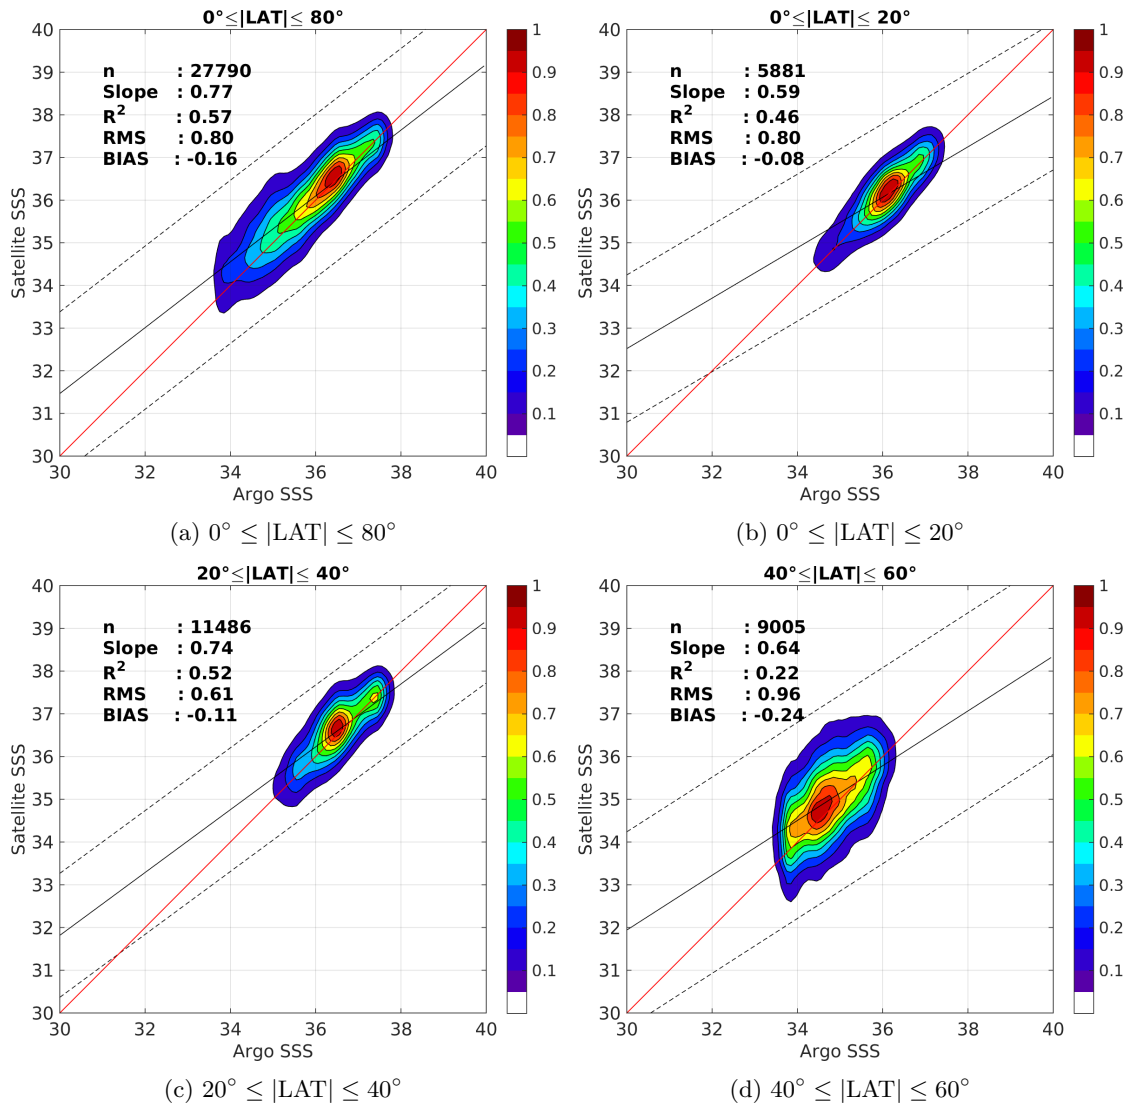 0°≤|LAT|≤ 80°
n : 27790
Slope : 0.77
R² : 0.57
RMS : 0.80
BIAS : -0.16
Satellite SSS
40
39
38
37
36
35
34
33
32
31
30
30 32 34 36 38 40
Argo SSS
1
0.9
0.8
0.7
0.6
0.5
0.4
0.3
0.2
0.1
(a) 0° ≤ |LAT| ≤ 80°
0°≤|LAT|≤ 20°
n : 5881
Slope : 0.59
R² : 0.46
RMS : 0.80
BIAS : -0.08
Satellite SSS
40
39
38
37
36
35
34
33
32
31
30
30 32 34 36 38 40
Argo SSS
1
0.9
0.8
0.7
0.6
0.5
0.4
0.3
0.2
0.1
(b) 0° ≤ |LAT| ≤ 20°
20°≤|LAT|≤ 40°
n : 11486
Slope : 0.74
R² : 0.52
RMS : 0.61
BIAS : -0.11
Satellite SSS
40
39
38
37
36
35
34
33
32
31
30
30 32 34 36 38 40
Argo SSS
1
0.9
0.8
0.7
0.6
0.5
0.4
0.3
0.2
0.1
(c) 20° ≤ |LAT| ≤ 40°
40°≤|LAT|≤ 60°
n : 9005
Slope : 0.64
R² : 0.22
RMS : 0.96
BIAS : -0.24
Satellite SSS
40
39
38
37
36
35
34
33
32
31
30
30 32 34 36 38 40
Argo SSS
1
0.9
0.8
0.7
0.6
0.5
0.4
0.3
0.2
0.1
(d) 40° ≤ |LAT| ≤ 60°